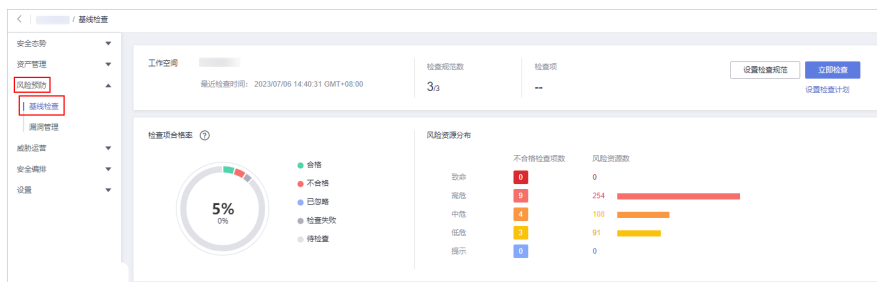 / 基线检查
安全态势
资产管理
风险预防
基线检查
漏洞管理
威胁运营
安全编排
设置
工作空间
最近检查时间： 2023/07/06 14:40:31 GMT+08:00
检查规范数
3/3
检查项
--
设置检查规范
立即检查
设置检查计划
检查项合格率 ?
5%
0%
合格
不合格
已忽略
检查失败
待检查
风险资源分布
不合格检查项数 风险资源数
致命 0 0
高危 9 254
中危 4 108
低危 3 91
提示 0 0